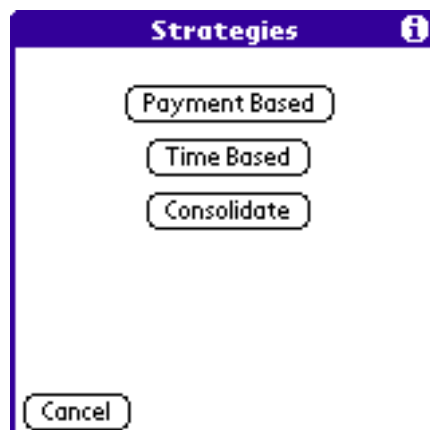 Strategies
Payment Based
Time Based
Consolidate
Cancel